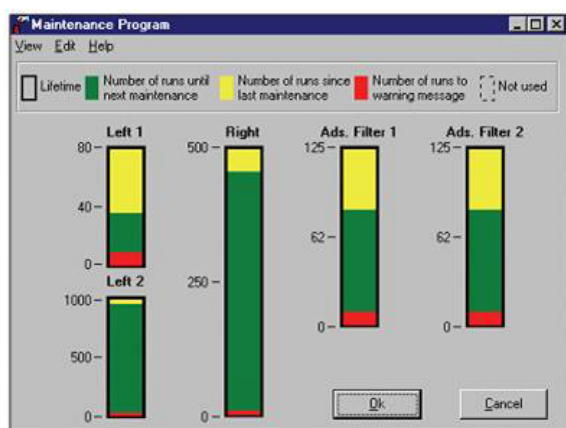 Maintenance Program
View Edit Help
Lifetime
Number of runs until
next maintenance
Number of runs since
last maintenance
Number of runs to
warning message
Not used
Left 1
80
40
0
Left 2
1000
500
0
Right
500
250
0
Ads. Filter 1
125
62
0
Ads. Filter 2
125
62
0
Ok
Cancel